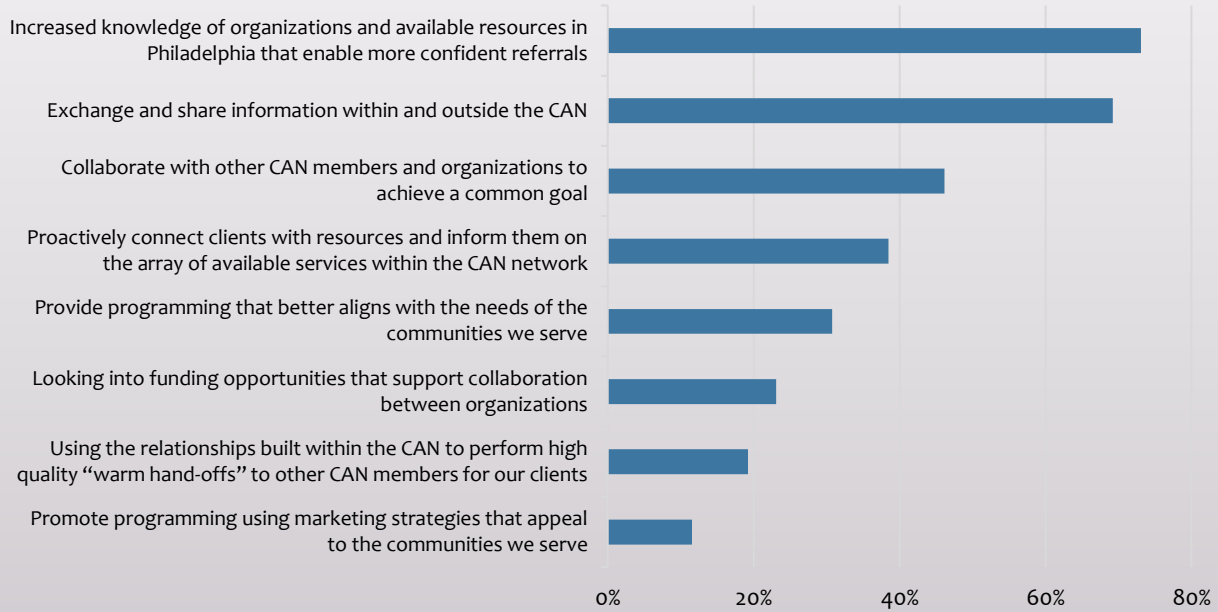 Increased knowledge of organizations and available resources in
Philadelphia that enable more confident referrals
Exchange and share information within and outside the CAN
Collaborate with other CAN members and organizations to
achieve a common goal
Proactively connect clients with resources and inform them on
the array of available services within the CAN network
Provide programming that better aligns with the needs of the
communities we serve
Looking into funding opportunities that support collaboration
between organizations
Using the relationships built within the CAN to perform high
quality “warm hand-offs” to other CAN members for our clients
Promote programming using marketing strategies that appeal
to the communities we serve
0% 20% 40% 60% 80%